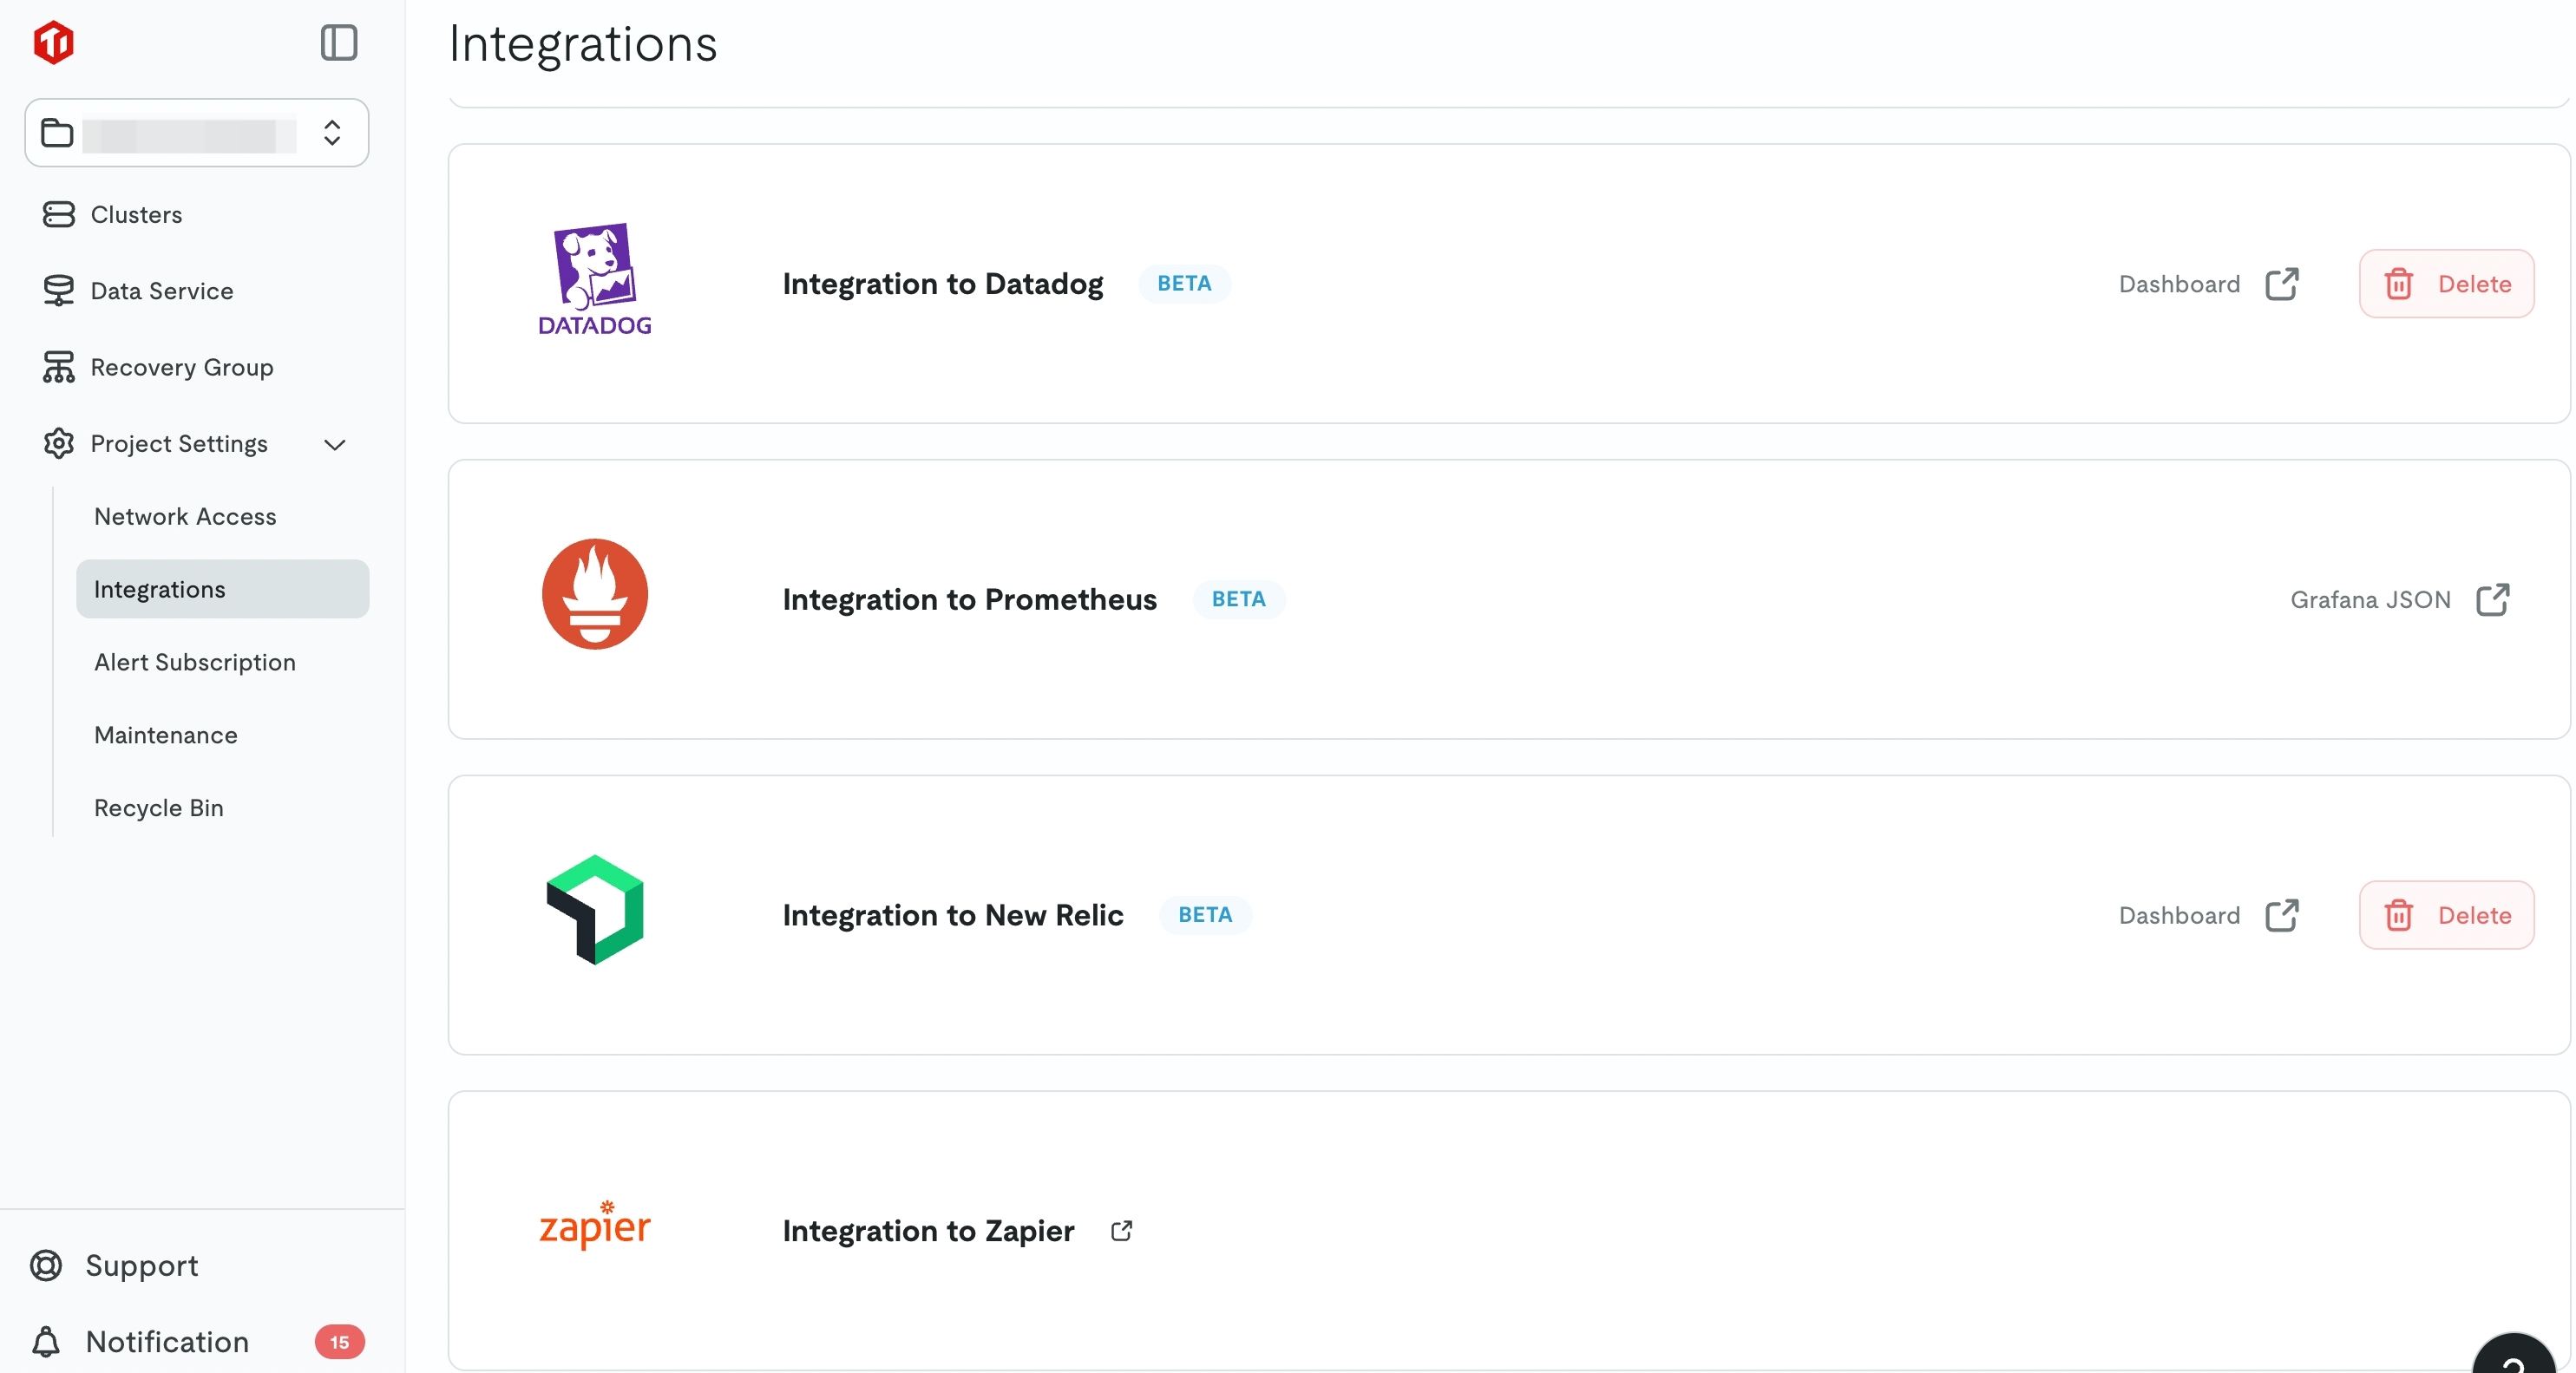 Integrations
Clusters
Data Service
Recovery Group
Project Settings
Network Access
Integrations
Alert Subscription
Maintenance
Recycle Bin
Support
Notification 15
DATADOG
Integration to Datadog BETA Dashboard Delete
Integration to Prometheus BETA Grafana JSON
Integration to New Relic BETA Dashboard Delete
zapier
Integration to Zapier